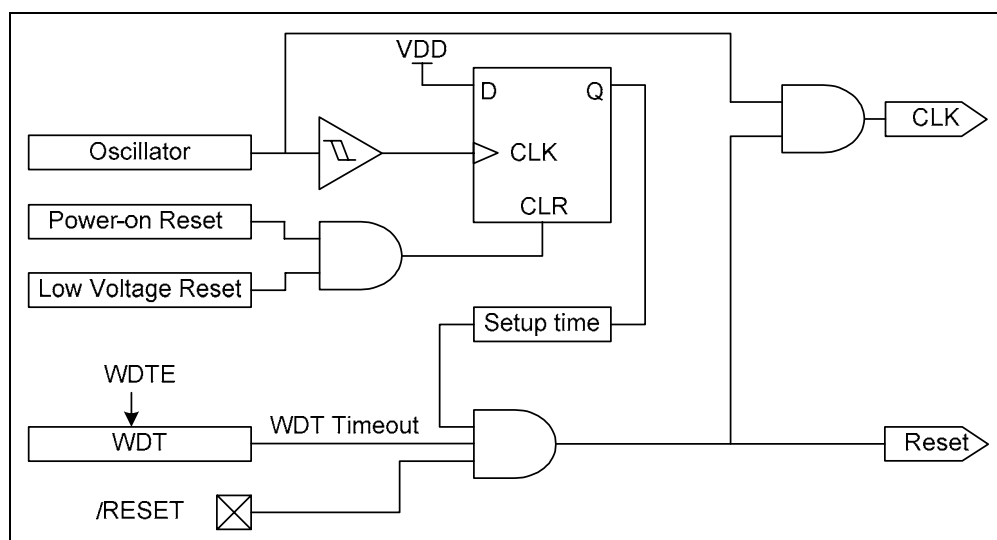 VDD
D
Q
CLK
Oscillator
CLK
Power-on Reset
CLR
Low Voltage Reset
Setup time
WDTE
WDT Timeout
WDT
Reset
/RESET